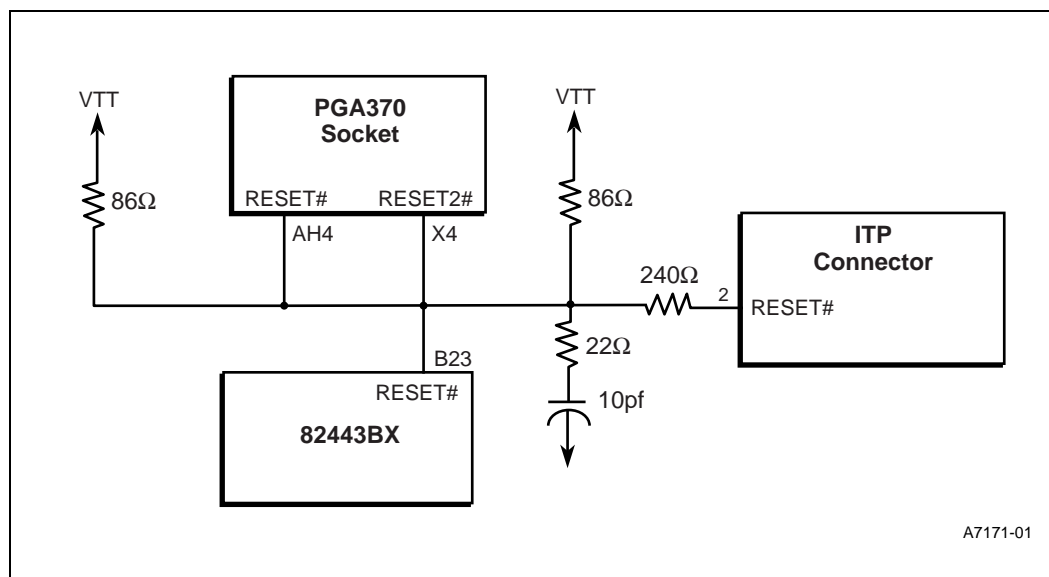 VTT
PGA370
Socket
VTT
86Ω
RESET#
RESET2#
86Ω
AH4
X4
ITP
Connector
240Ω
2
RESET#
B23
22Ω
RESET#
10pf
82443BX
A7171-01